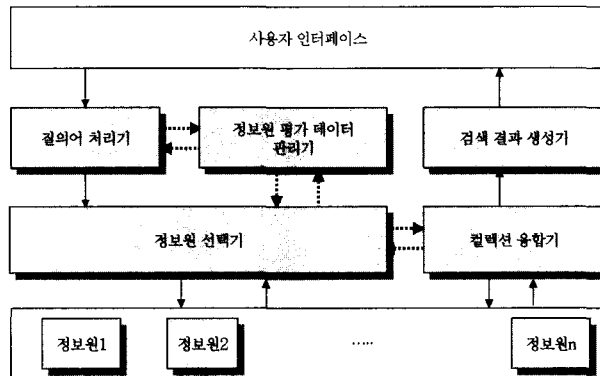 사용자 인터페이스
질의어 처리기
정보원 평가 데이터
관리기
검색 결과 생성기
정보원 선택기
컬렉션 융합기
정보원1
정보원2
.....
정보원n